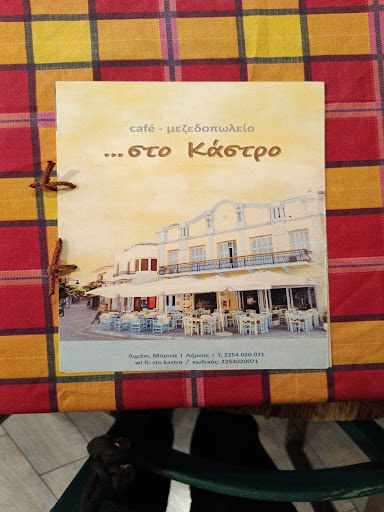 café - μεζεδοπωλείο
...στο Κάστρο
Λιμάνι, Μύρινα Ι Λήμνος Ι Τ. 2254 020 071
wi-fi: sto kastro / κωδικός: 2254020071